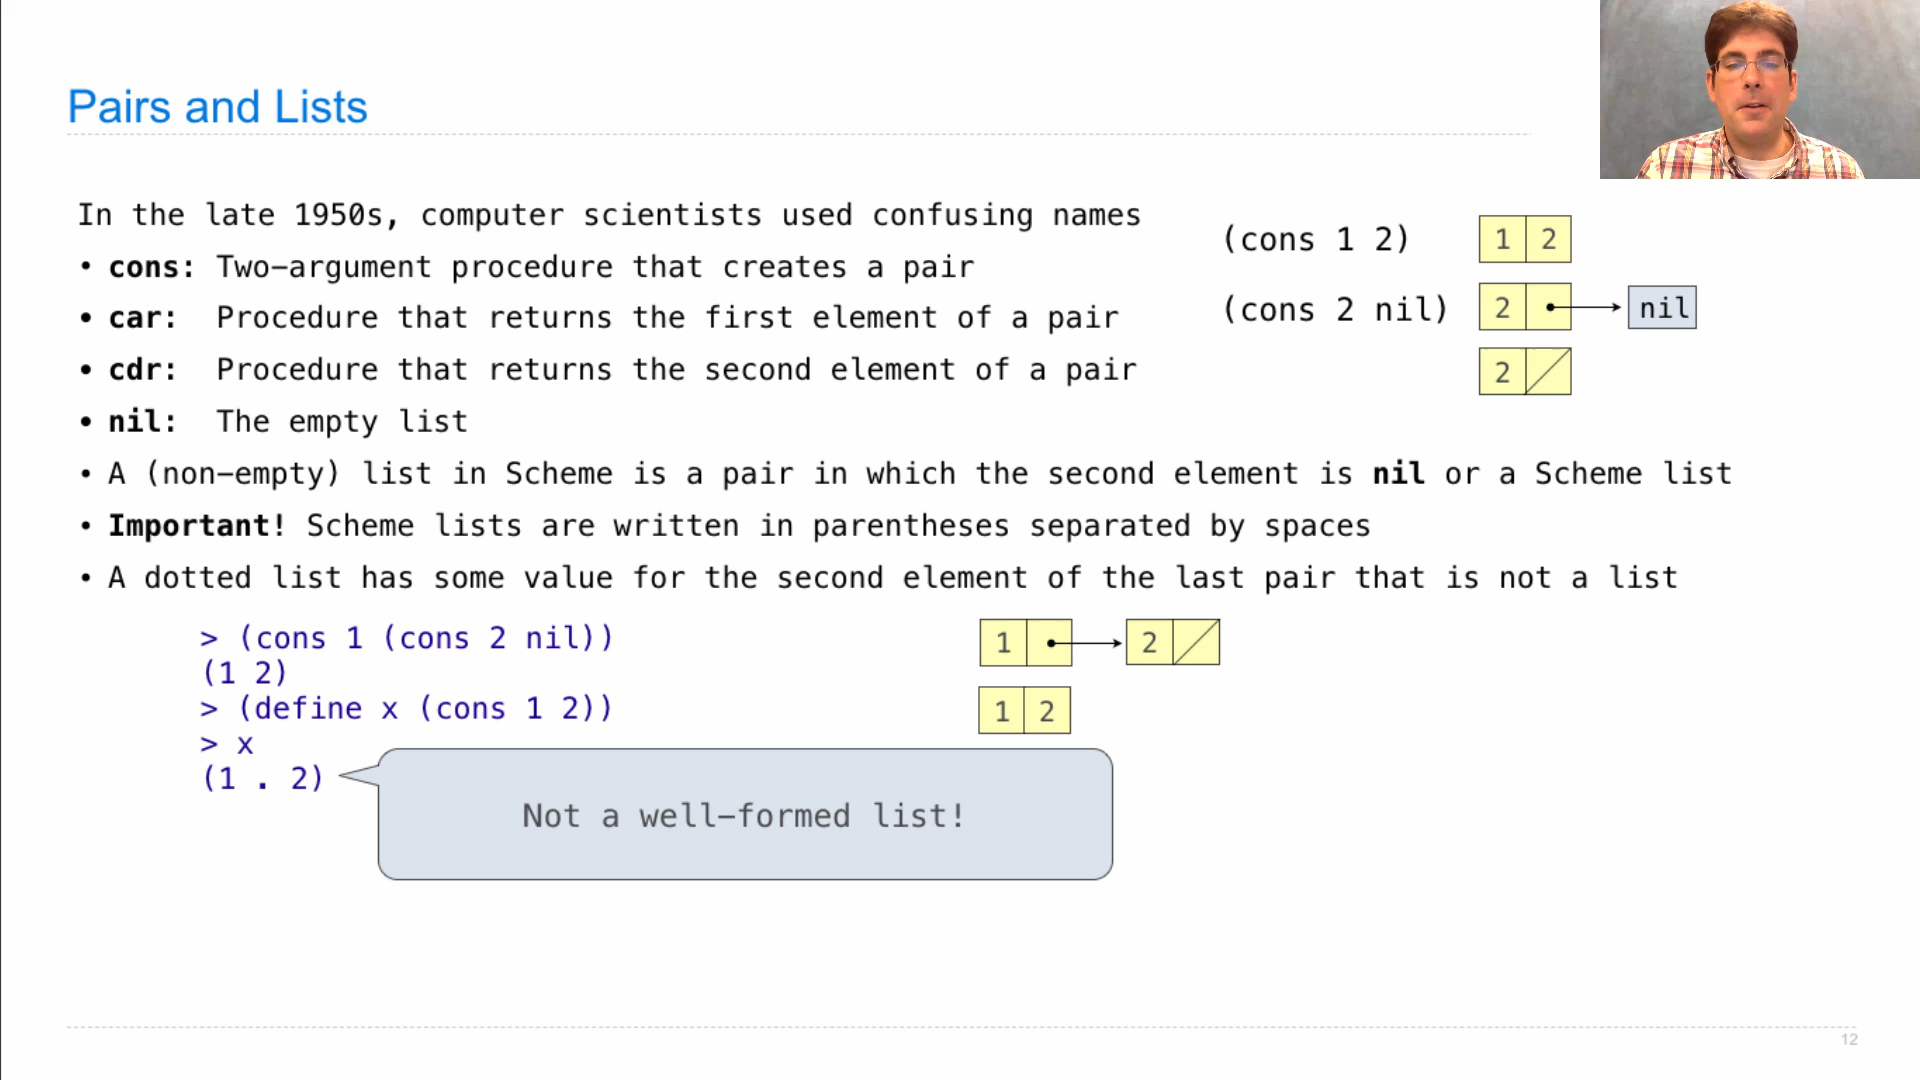 Pairs and Lists
In the late 1950s, computer scientists used confusing names
• cons: Two-argument procedure that creates a pair
• car: Procedure that returns the first element of a pair
• cdr: Procedure that returns the second element of a pair
• nil: The empty list
• A (non-empty) list in Scheme is a pair in which the second element is nil or a Scheme list
• Important! Scheme lists are written in parentheses separated by spaces
• A dotted list has some value for the second element of the last pair that is not a list
(cons 1 2) 1 2
(cons 2 nil) 2 nil
2
> (cons 1 (cons 2 nil)) 1 2
(1 2)
> (define x (cons 1 2)) 1 2
> x
(1 . 2)
Not a well-formed list!
12